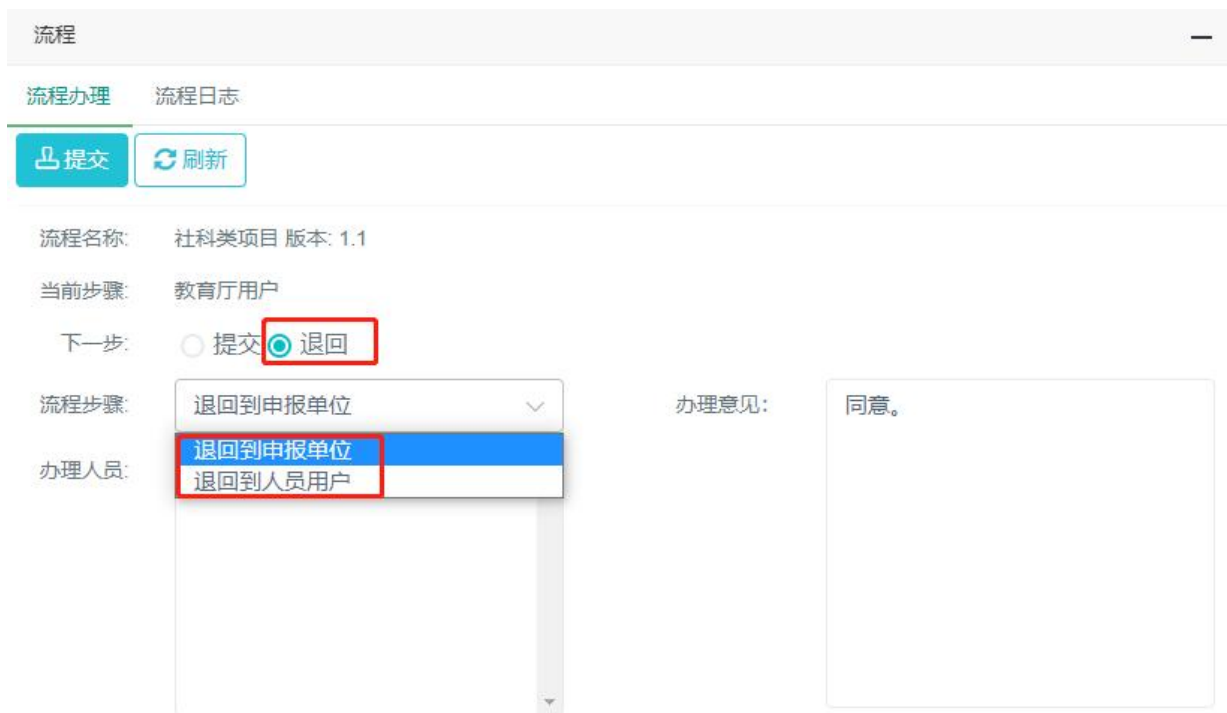 流程
流程办理 流程日志
提交 刷新
流程名称: 社科类项目 版本: 1.1
当前步骤: 教育厅用户
下一步: 提交 退回
流程步骤: 退回到申报单位 办理意见: 同意。
退回到申报单位
办理人员: 退回到人员用户